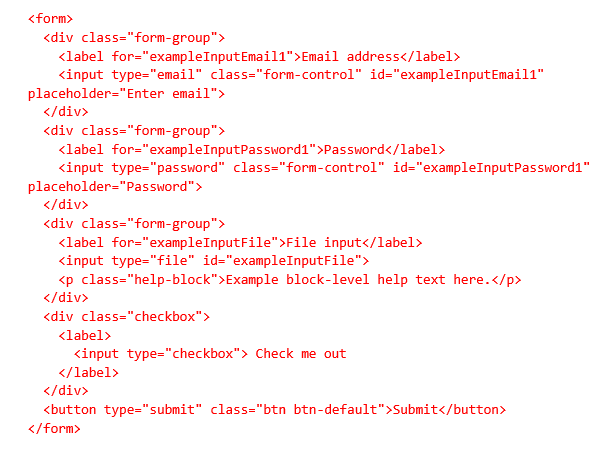 <form>
  <div class="form-group">
    <label for="exampleInputEmail1">Email address</label>
    <input type="email" class="form-control" id="exampleInputEmail1"
placeholder="Enter email">
  </div>
  <div class="form-group">
    <label for="exampleInputPassword1">Password</label>
    <input type="password" class="form-control" id="exampleInputPassword1"
placeholder="Password">
  </div>
  <div class="form-group">
    <label for="exampleInputFile">File input</label>
    <input type="file" id="exampleInputFile">
    <p class="help-block">Example block-level help text here.</p>
  </div>
  <div class="checkbox">
    <label>
      <input type="checkbox"> Check me out
    </label>
  </div>
  <button type="submit" class="btn btn-default">Submit</button>
</form>